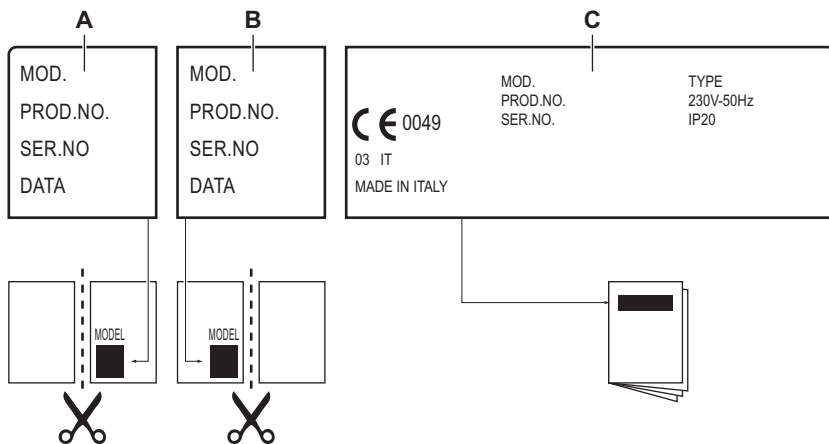 A
MOD.
PROD.NO.
SER.NO
DATA
B
MOD.
PROD.NO.
SER.NO
DATA
C
MOD.
PROD.NO.
SER.NO.
TYPE
230V-50Hz
IP20
CE 0049
03 IT
MADE IN ITALY
MODEL
MODEL